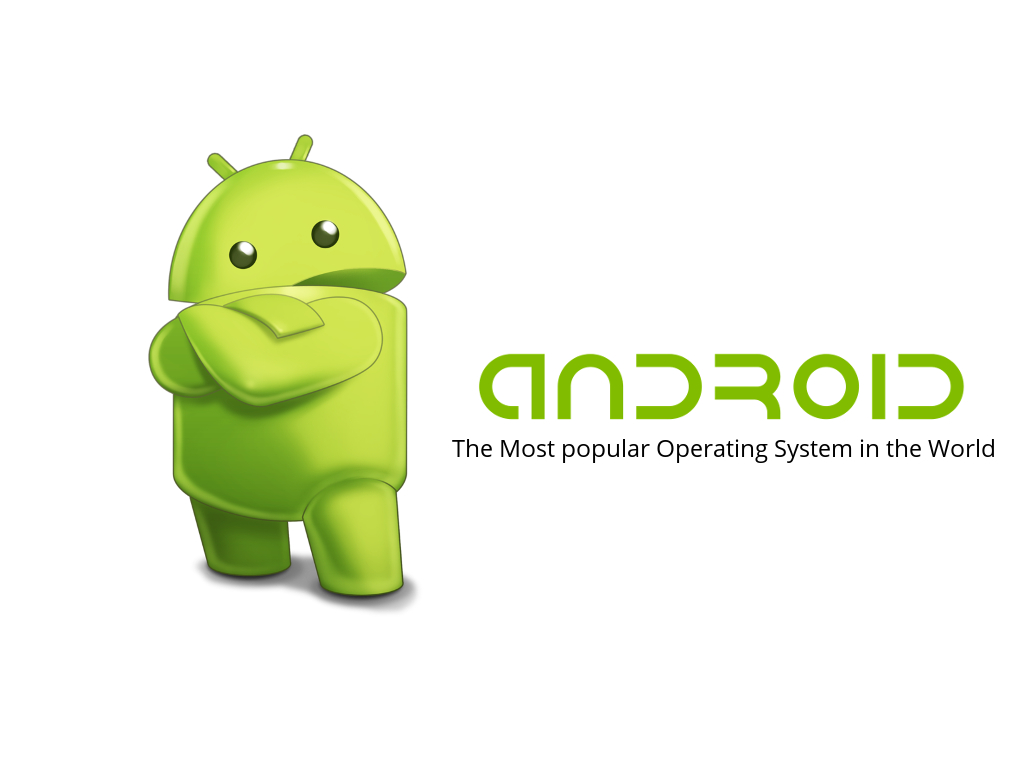 ANDROID
The Most popular Operating System in the World